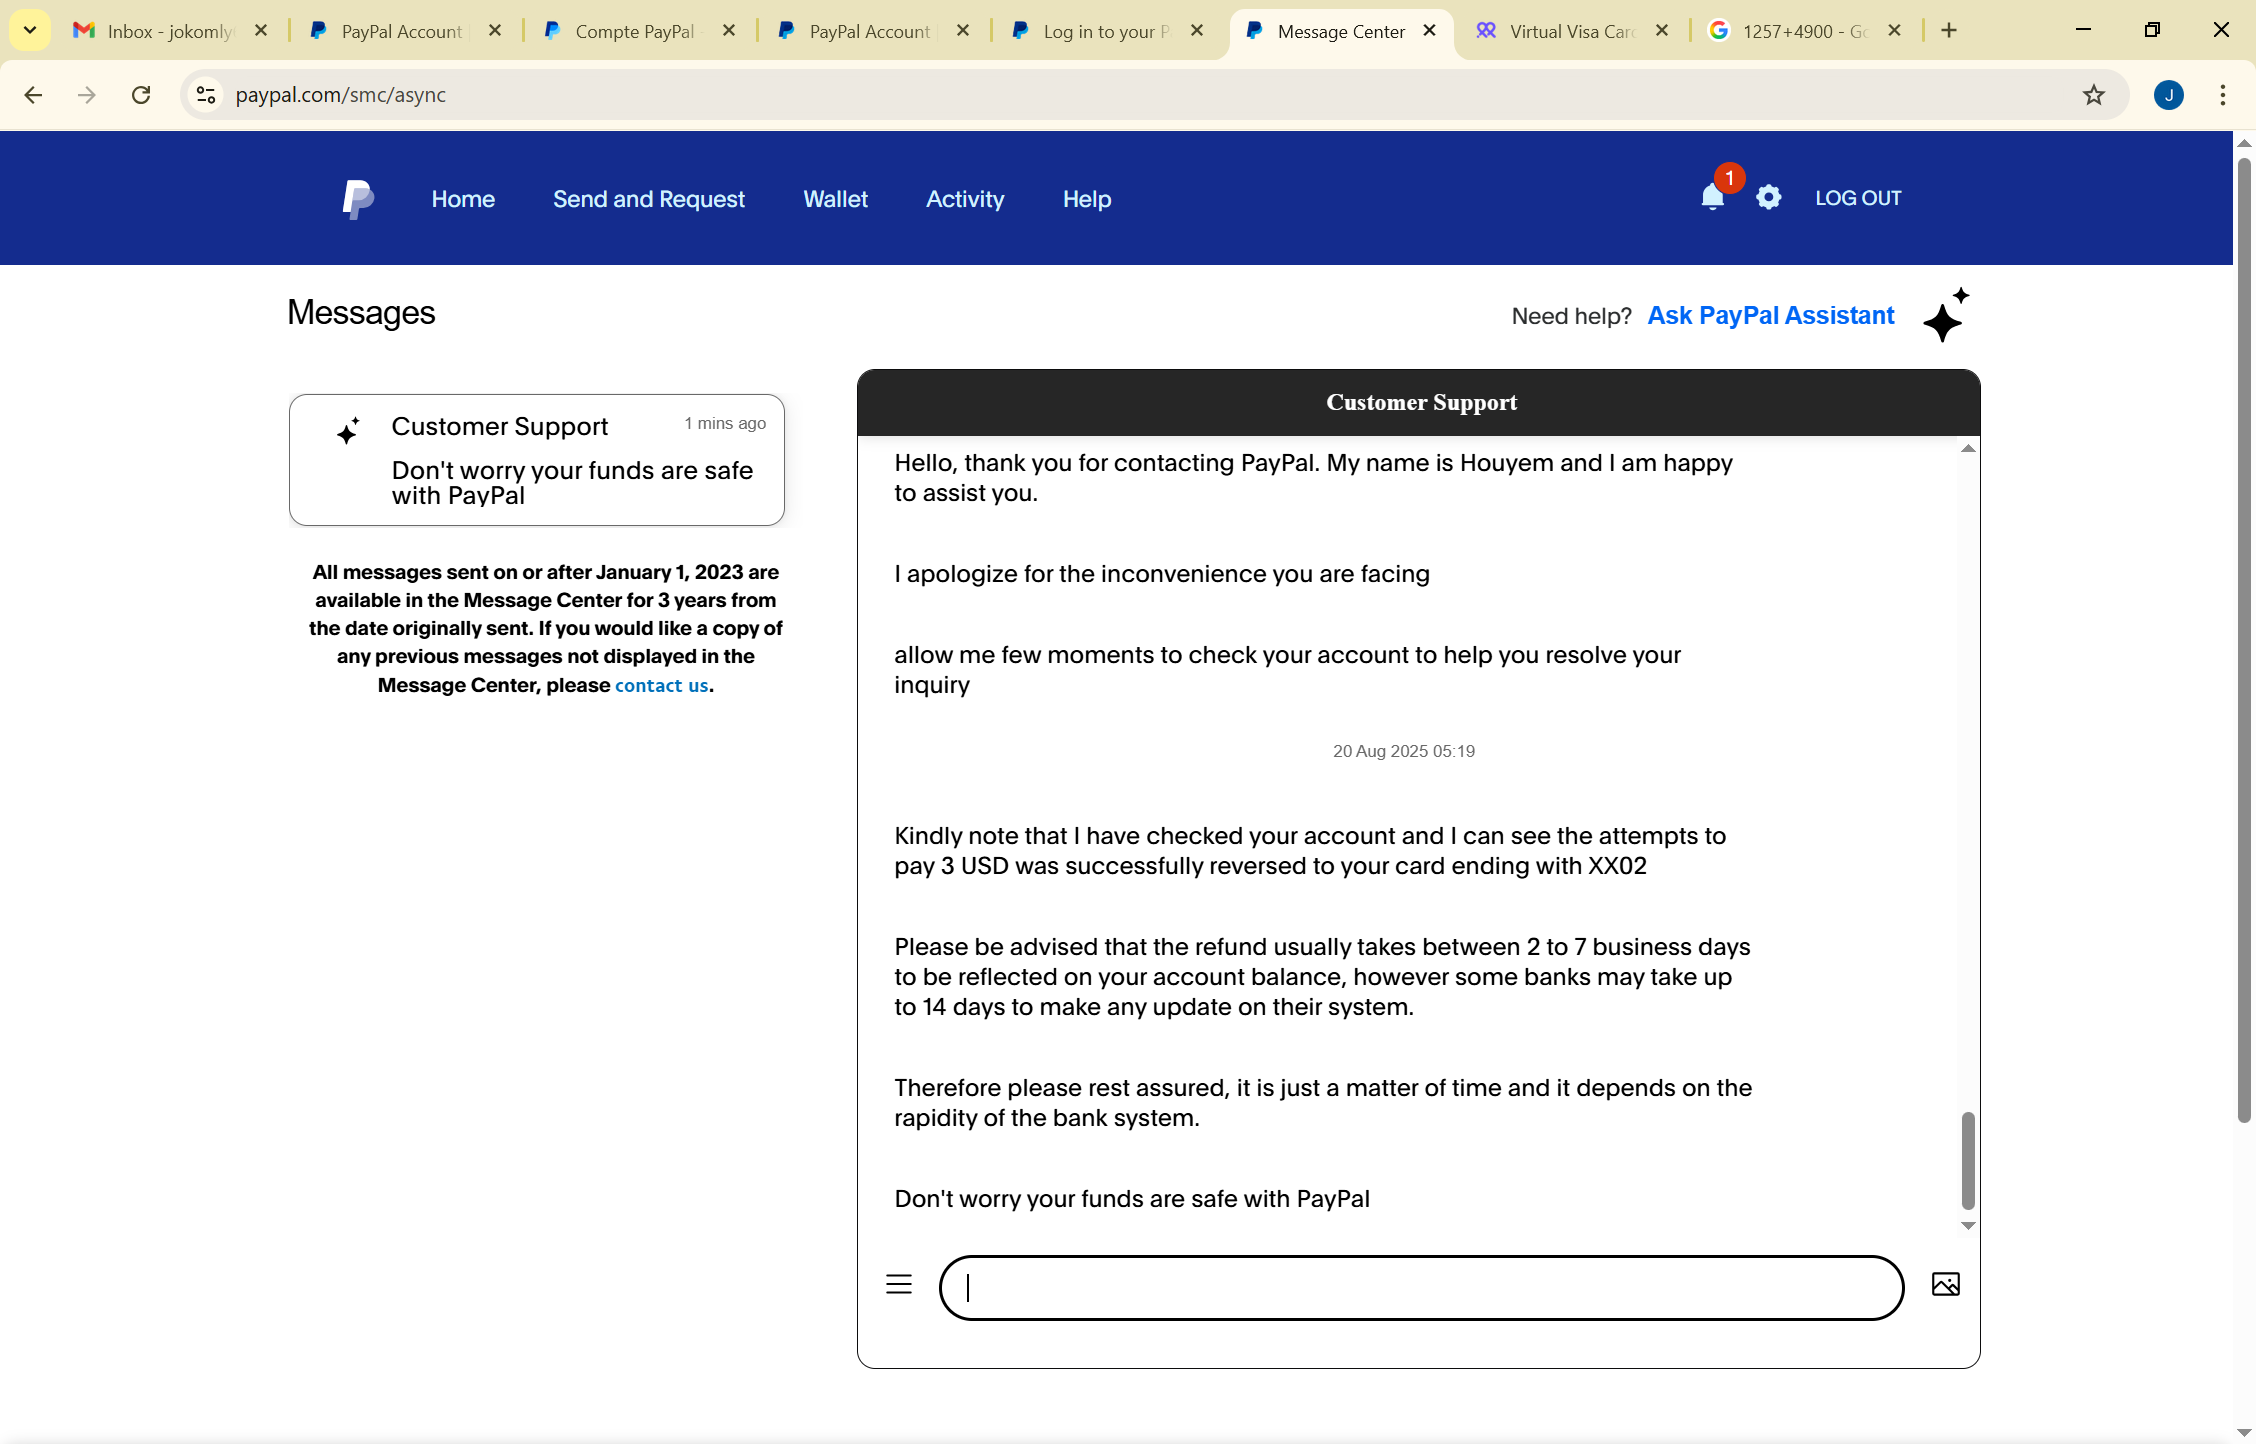 Inbox - jokomly
PayPal Account
Compte PayPal -
PayPal Account
Log in to your P
Message Center
Virtual Visa Card
1257+4900 - Go
paypal.com/smc/async
J
Home
Send and Request
Wallet
Activity
Help
1
LOG OUT
Messages
Need help? Ask PayPal Assistant
Customer Support
1 mins ago
Don't worry your funds are safe
with PayPal
All messages sent on or after January 1, 2023 are
available in the Message Center for 3 years from
the date originally sent. If you would like a copy of
any previous messages not displayed in the
Message Center, please contact us.
Customer Support
Hello, thank you for contacting PayPal. My name is Houyem and I am happy
to assist you.
I apologize for the inconvenience you are facing
allow me few moments to check your account to help you resolve your
inquiry
20 Aug 2025 05:19
Kindly note that I have checked your account and I can see the attempts to
pay 3 USD was successfully reversed to your card ending with XX02
Please be advised that the refund usually takes between 2 to 7 business days
to be reflected on your account balance, however some banks may take up
to 14 days to make any update on their system.
Therefore please rest assured, it is just a matter of time and it depends on the
rapidity of the bank system.
Don't worry your funds are safe with PayPal